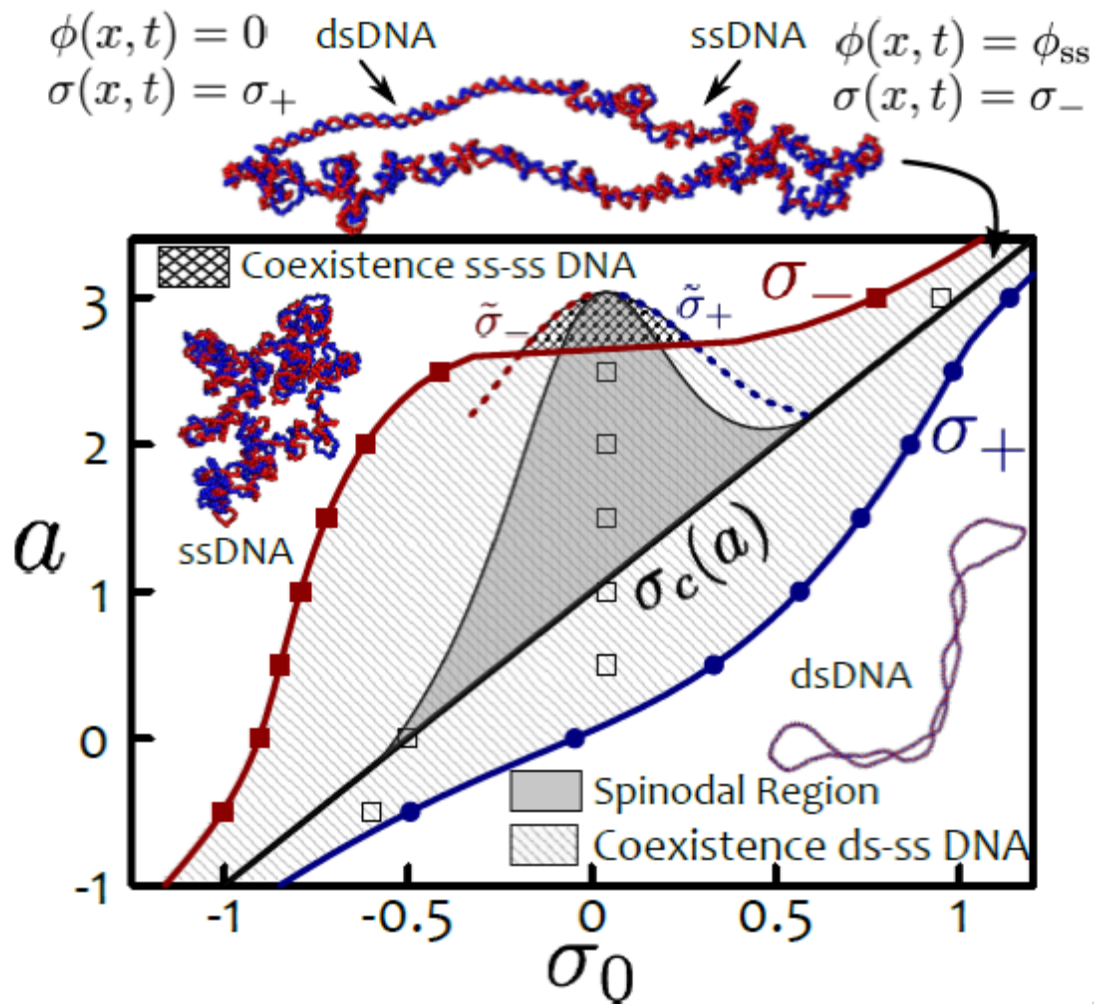 ϕ(x, t) = 0
σ(x, t) = σ₊
dsDNA
ssDNA
ϕ(x, t) = ϕss
σ(x, t) = σ₋
Coexistence ss-ss DNA
σ̃₋
σ̃₊
σ₋
σ₊
σc(a)
ssDNA
dsDNA
Spinodal Region
Coexistence ds-ss DNA
a
3
2
1
0
-1
-1
-0.5
0
0.5
1
σ₀